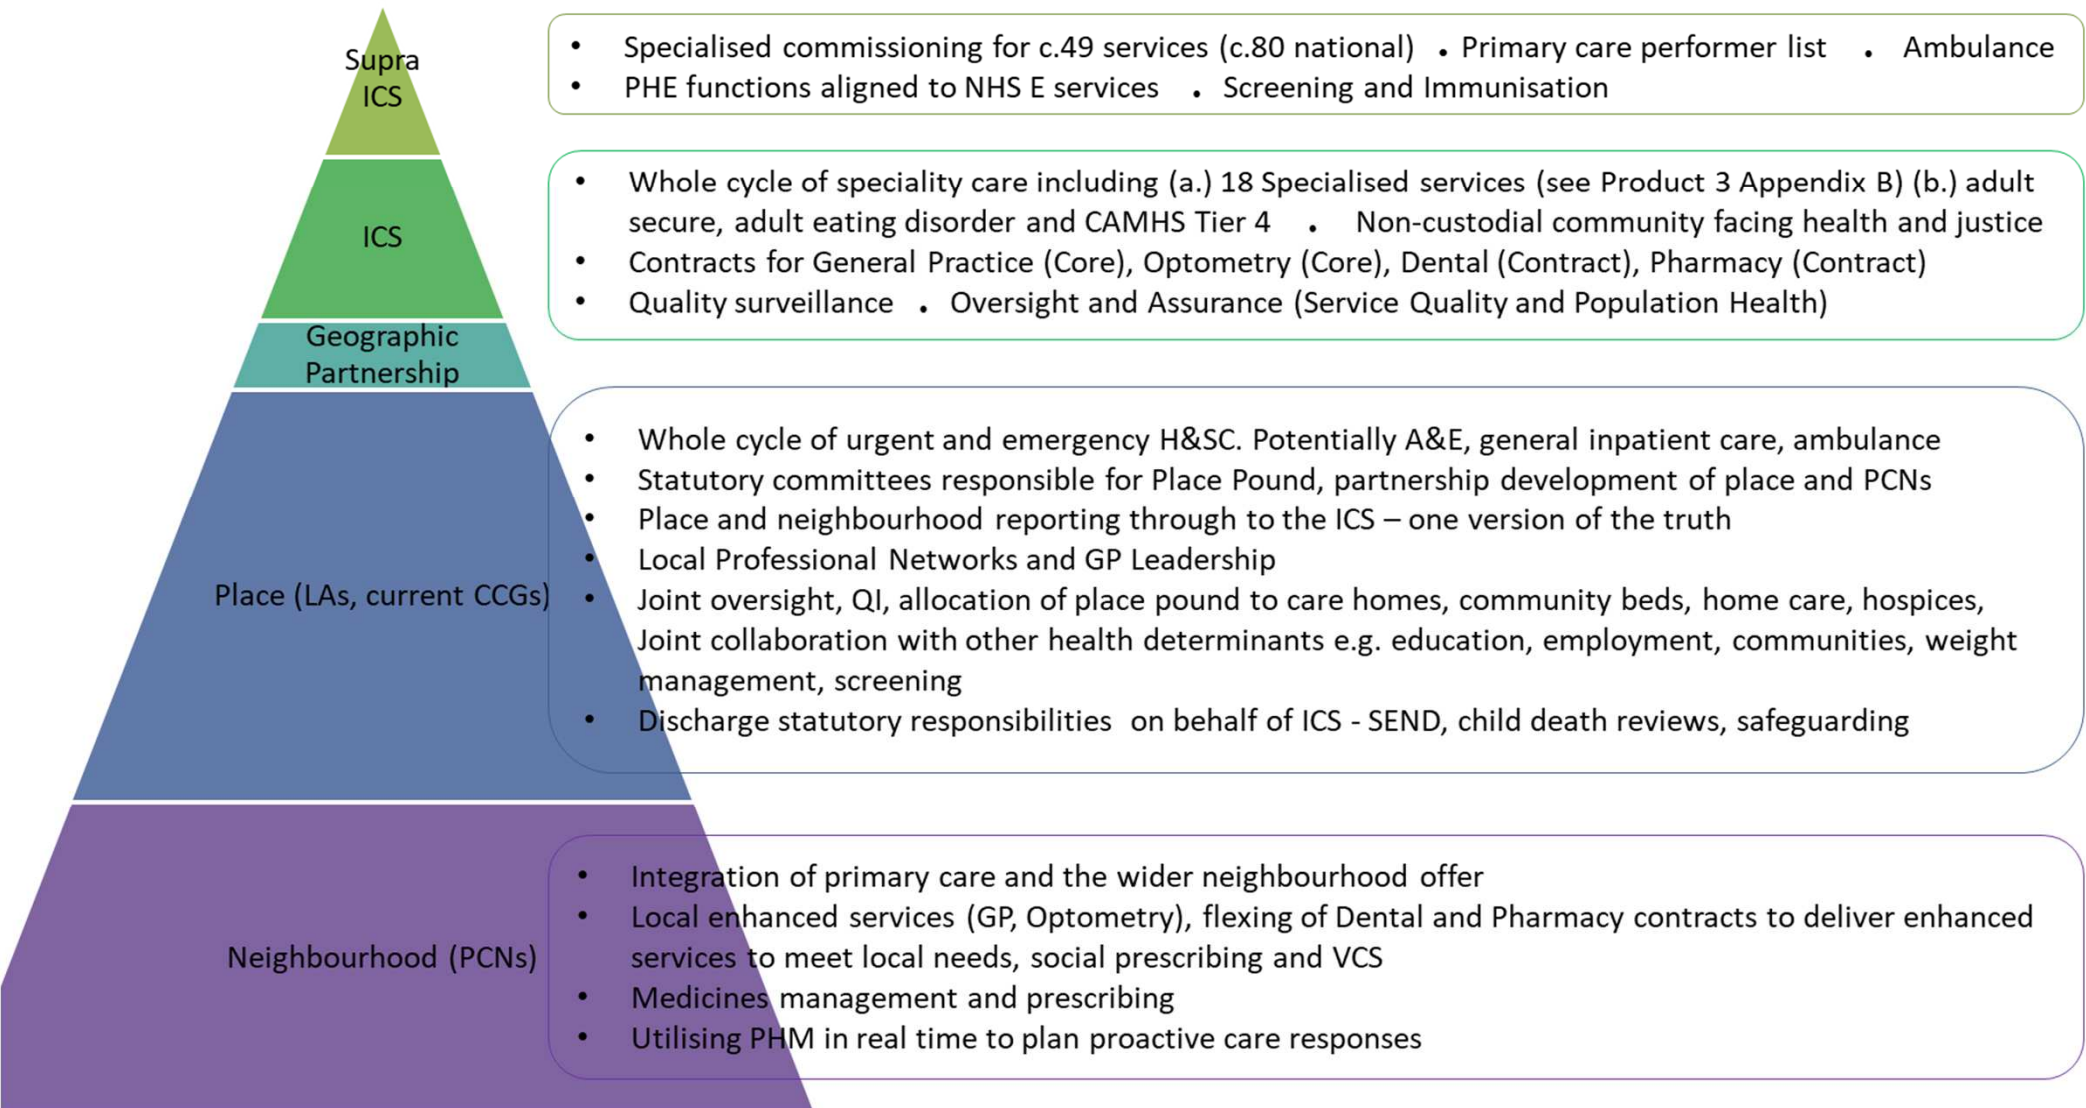 Supra
ICS
• Specialised commissioning for c.49 services (c.80 national) • Primary care performer list • Ambulance
• PHE functions aligned to NHS E services • Screening and Immunisation
ICS
• Whole cycle of speciality care including (a.) 18 Specialised services (see Product 3 Appendix B) (b.) adult
secure, adult eating disorder and CAMHS Tier 4 • Non-custodial community facing health and justice
• Contracts for General Practice (Core), Optometry (Core), Dental (Contract), Pharmacy (Contract)
• Quality surveillance • Oversight and Assurance (Service Quality and Population Health)
Geographic
Partnership
Place (LAs, current CCGs)
• Whole cycle of urgent and emergency H&SC. Potentially A&E, general inpatient care, ambulance
• Statutory committees responsible for Place Pound, partnership development of place and PCNs
• Place and neighbourhood reporting through to the ICS – one version of the truth
• Local Professional Networks and GP Leadership
• Joint oversight, QI, allocation of place pound to care homes, community beds, home care, hospices,
Joint collaboration with other health determinants e.g. education, employment, communities, weight
management, screening
• Discharge statutory responsibilities on behalf of ICS - SEND, child death reviews, safeguarding
Neighbourhood (PCNs)
• Integration of primary care and the wider neighbourhood offer
• Local enhanced services (GP, Optometry), flexing of Dental and Pharmacy contracts to deliver enhanced
services to meet local needs, social prescribing and VCS
• Medicines management and prescribing
• Utilising PHM in real time to plan proactive care responses